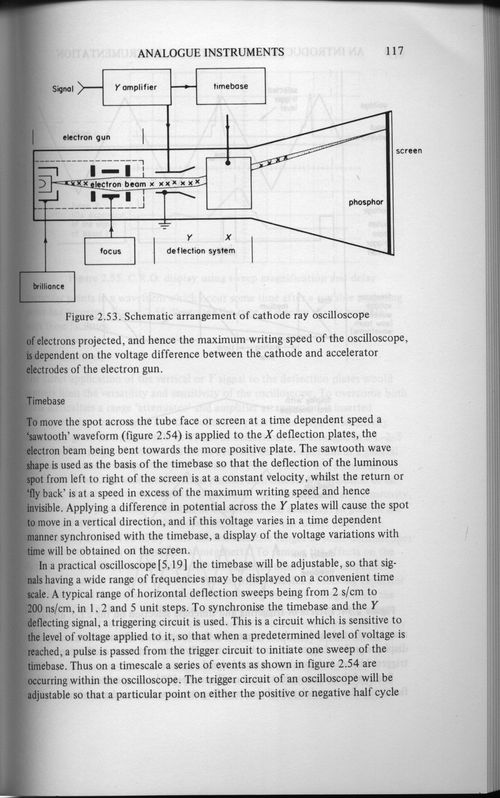 ANALOGUE INSTRUMENTS 117
Signal
Y amplifier
timebase
electron gun
screen
electron beam
phosphor
Y X
focus
deflection system
brilliance
Figure 2.53. Schematic arrangement of cathode ray oscilloscope
of electrons projected, and hence the maximum writing speed of the oscilloscope,
is dependent on the voltage difference between the cathode and accelerator
electrodes of the electron gun.
Timebase
To move the spot across the tube face or screen at a time dependent speed a
'sawtooth' waveform (figure 2.54) is applied to the X deflection plates, the
electron beam being bent towards the more positive plate. The sawtooth wave
shape is used as the basis of the timebase so that the deflection of the luminous
spot from left to right of the screen is at a constant velocity, whilst the return or
'fly back' is at a speed in excess of the maximum writing speed and hence
invisible. Applying a difference in potential across the Y plates will cause the spot
to move in a vertical direction, and if this voltage varies in a time dependent
manner synchronised with the timebase, a display of the voltage variations with
time will be obtained on the screen.
In a practical oscilloscope [5,19] the timebase will be adjustable, so that sig-
nals having a wide range of frequencies may be displayed on a convenient time
scale. A typical range of horizontal deflection sweeps being from 2 s/cm to
200 ns/cm, in 1, 2 and 5 unit steps. To synchronise the timebase and the Y
deflecting signal, a triggering circuit is used. This is a circuit which is sensitive to
the level of voltage applied to it, so that when a predetermined level of voltage is
reached, a pulse is passed from the trigger circuit to initiate one sweep of the
timebase. Thus on a timescale a series of events as shown in figure 2.54 are
occurring within the oscilloscope. The trigger circuit of an oscilloscope will be
adjustable so that a particular point on either the positive or negative half cycle